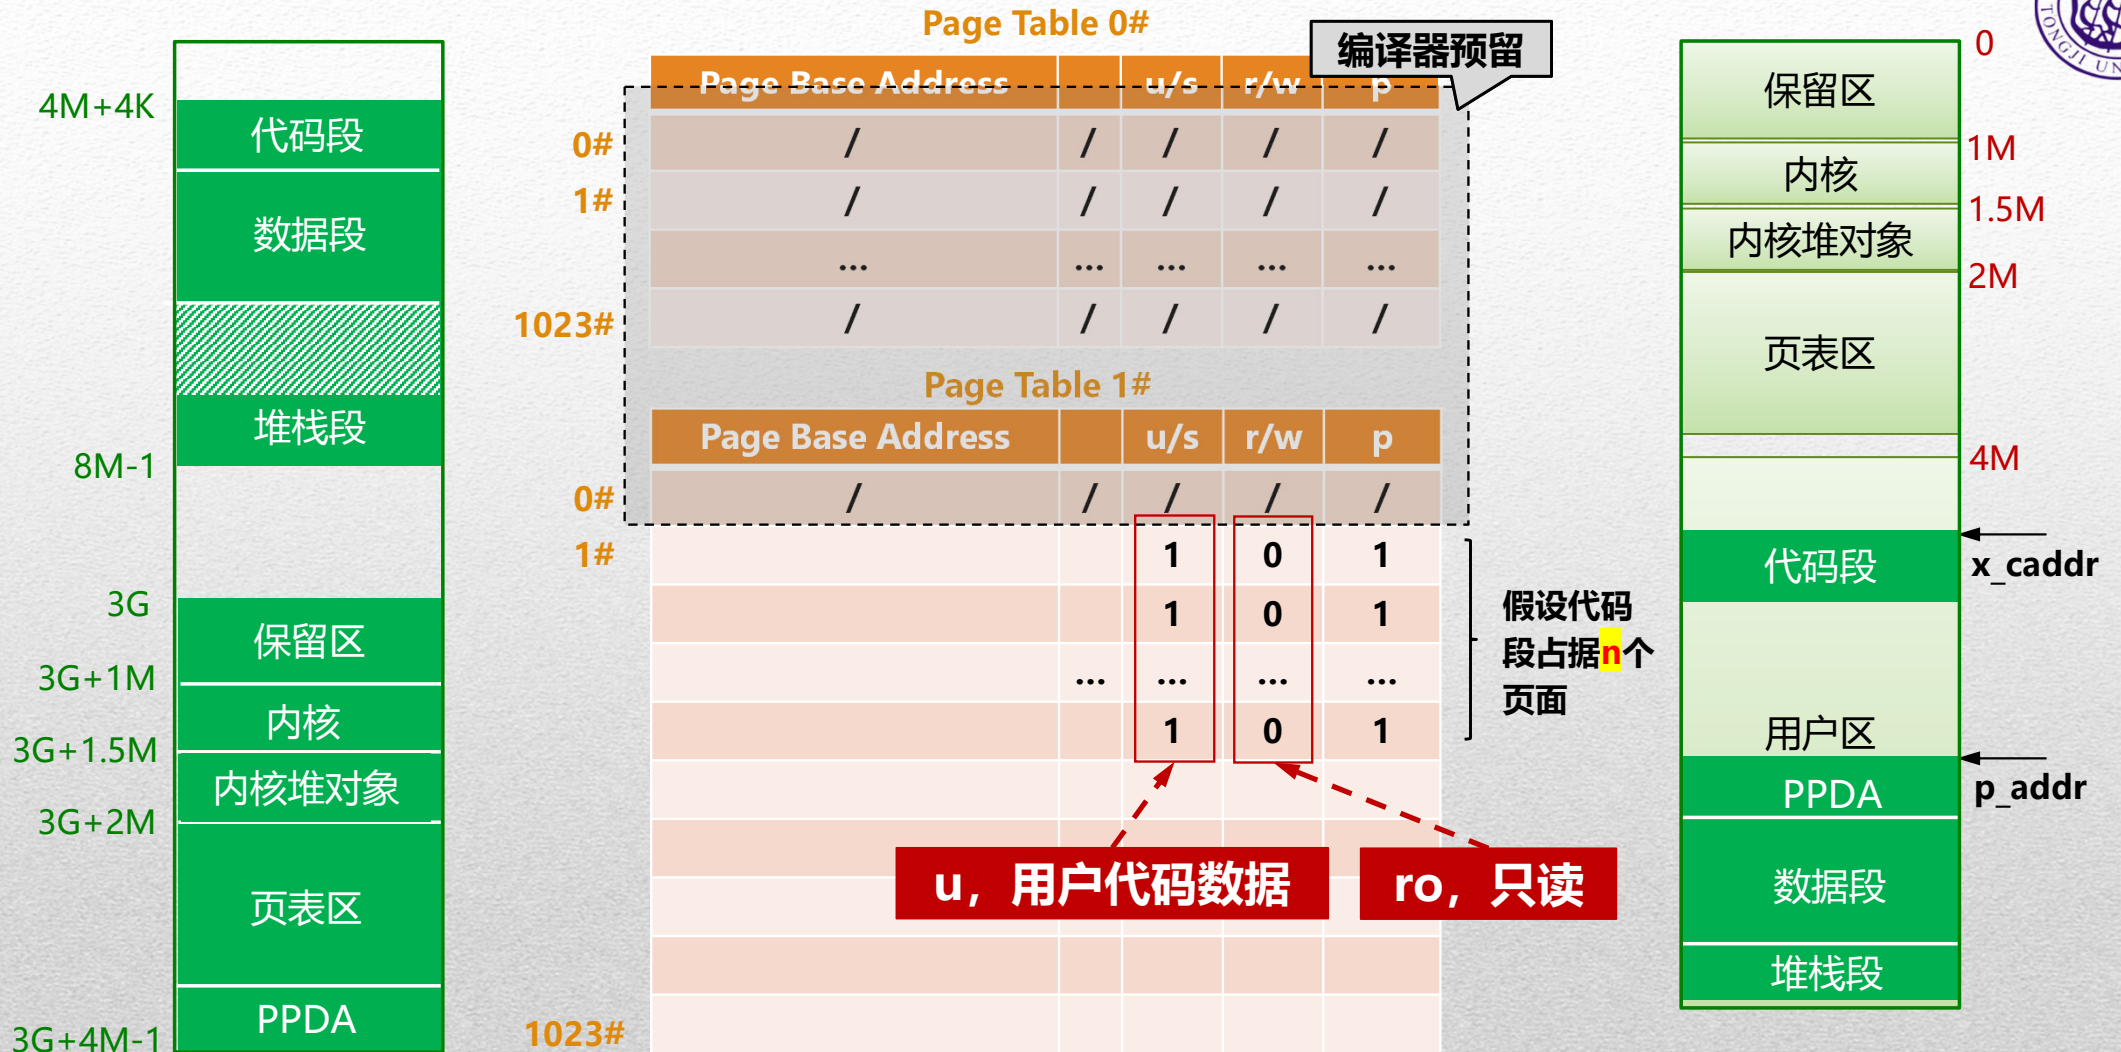 Page Table 0#
编译器预留
Page Base Address u/s r/w p
0# / / / / /
1# / / / / /
... ... ... ... ...
1023# / / / / /
Page Table 1#
Page Base Address u/s r/w p
0# / / / / /
1# 1 0 1
1 0 1
... ... ... ...
1 0 1
1023#
假设代码
段占据n个
页面
u，用户代码数据
ro，只读
4M+4K
代码段
数据段
堆栈段
8M-1
3G
保留区
3G+1M
内核
3G+1.5M
内核堆对象
3G+2M
页表区
PPDA
3G+4M-1
0
保留区
1M
内核
1.5M
内核堆对象
2M
页表区
4M
代码段
x_caddr
用户区
p_addr
PPDA
数据段
堆栈段